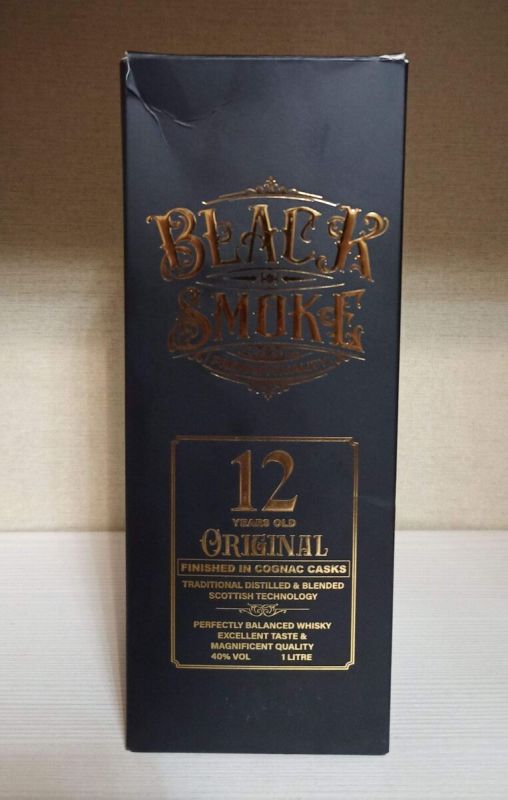 BLACK
SMOKE
12
YEARS OLD
ORIGINAL
FINISHED IN COGNAC CASKS
TRADITIONAL DISTILLED & BLENDED
SCOTTISH TECHNOLOGY
PERFECTLY BALANCED WHISKY
EXCELLENT TASTE &
MAGNIFICENT QUALITY
40% VOL 1 LITRE